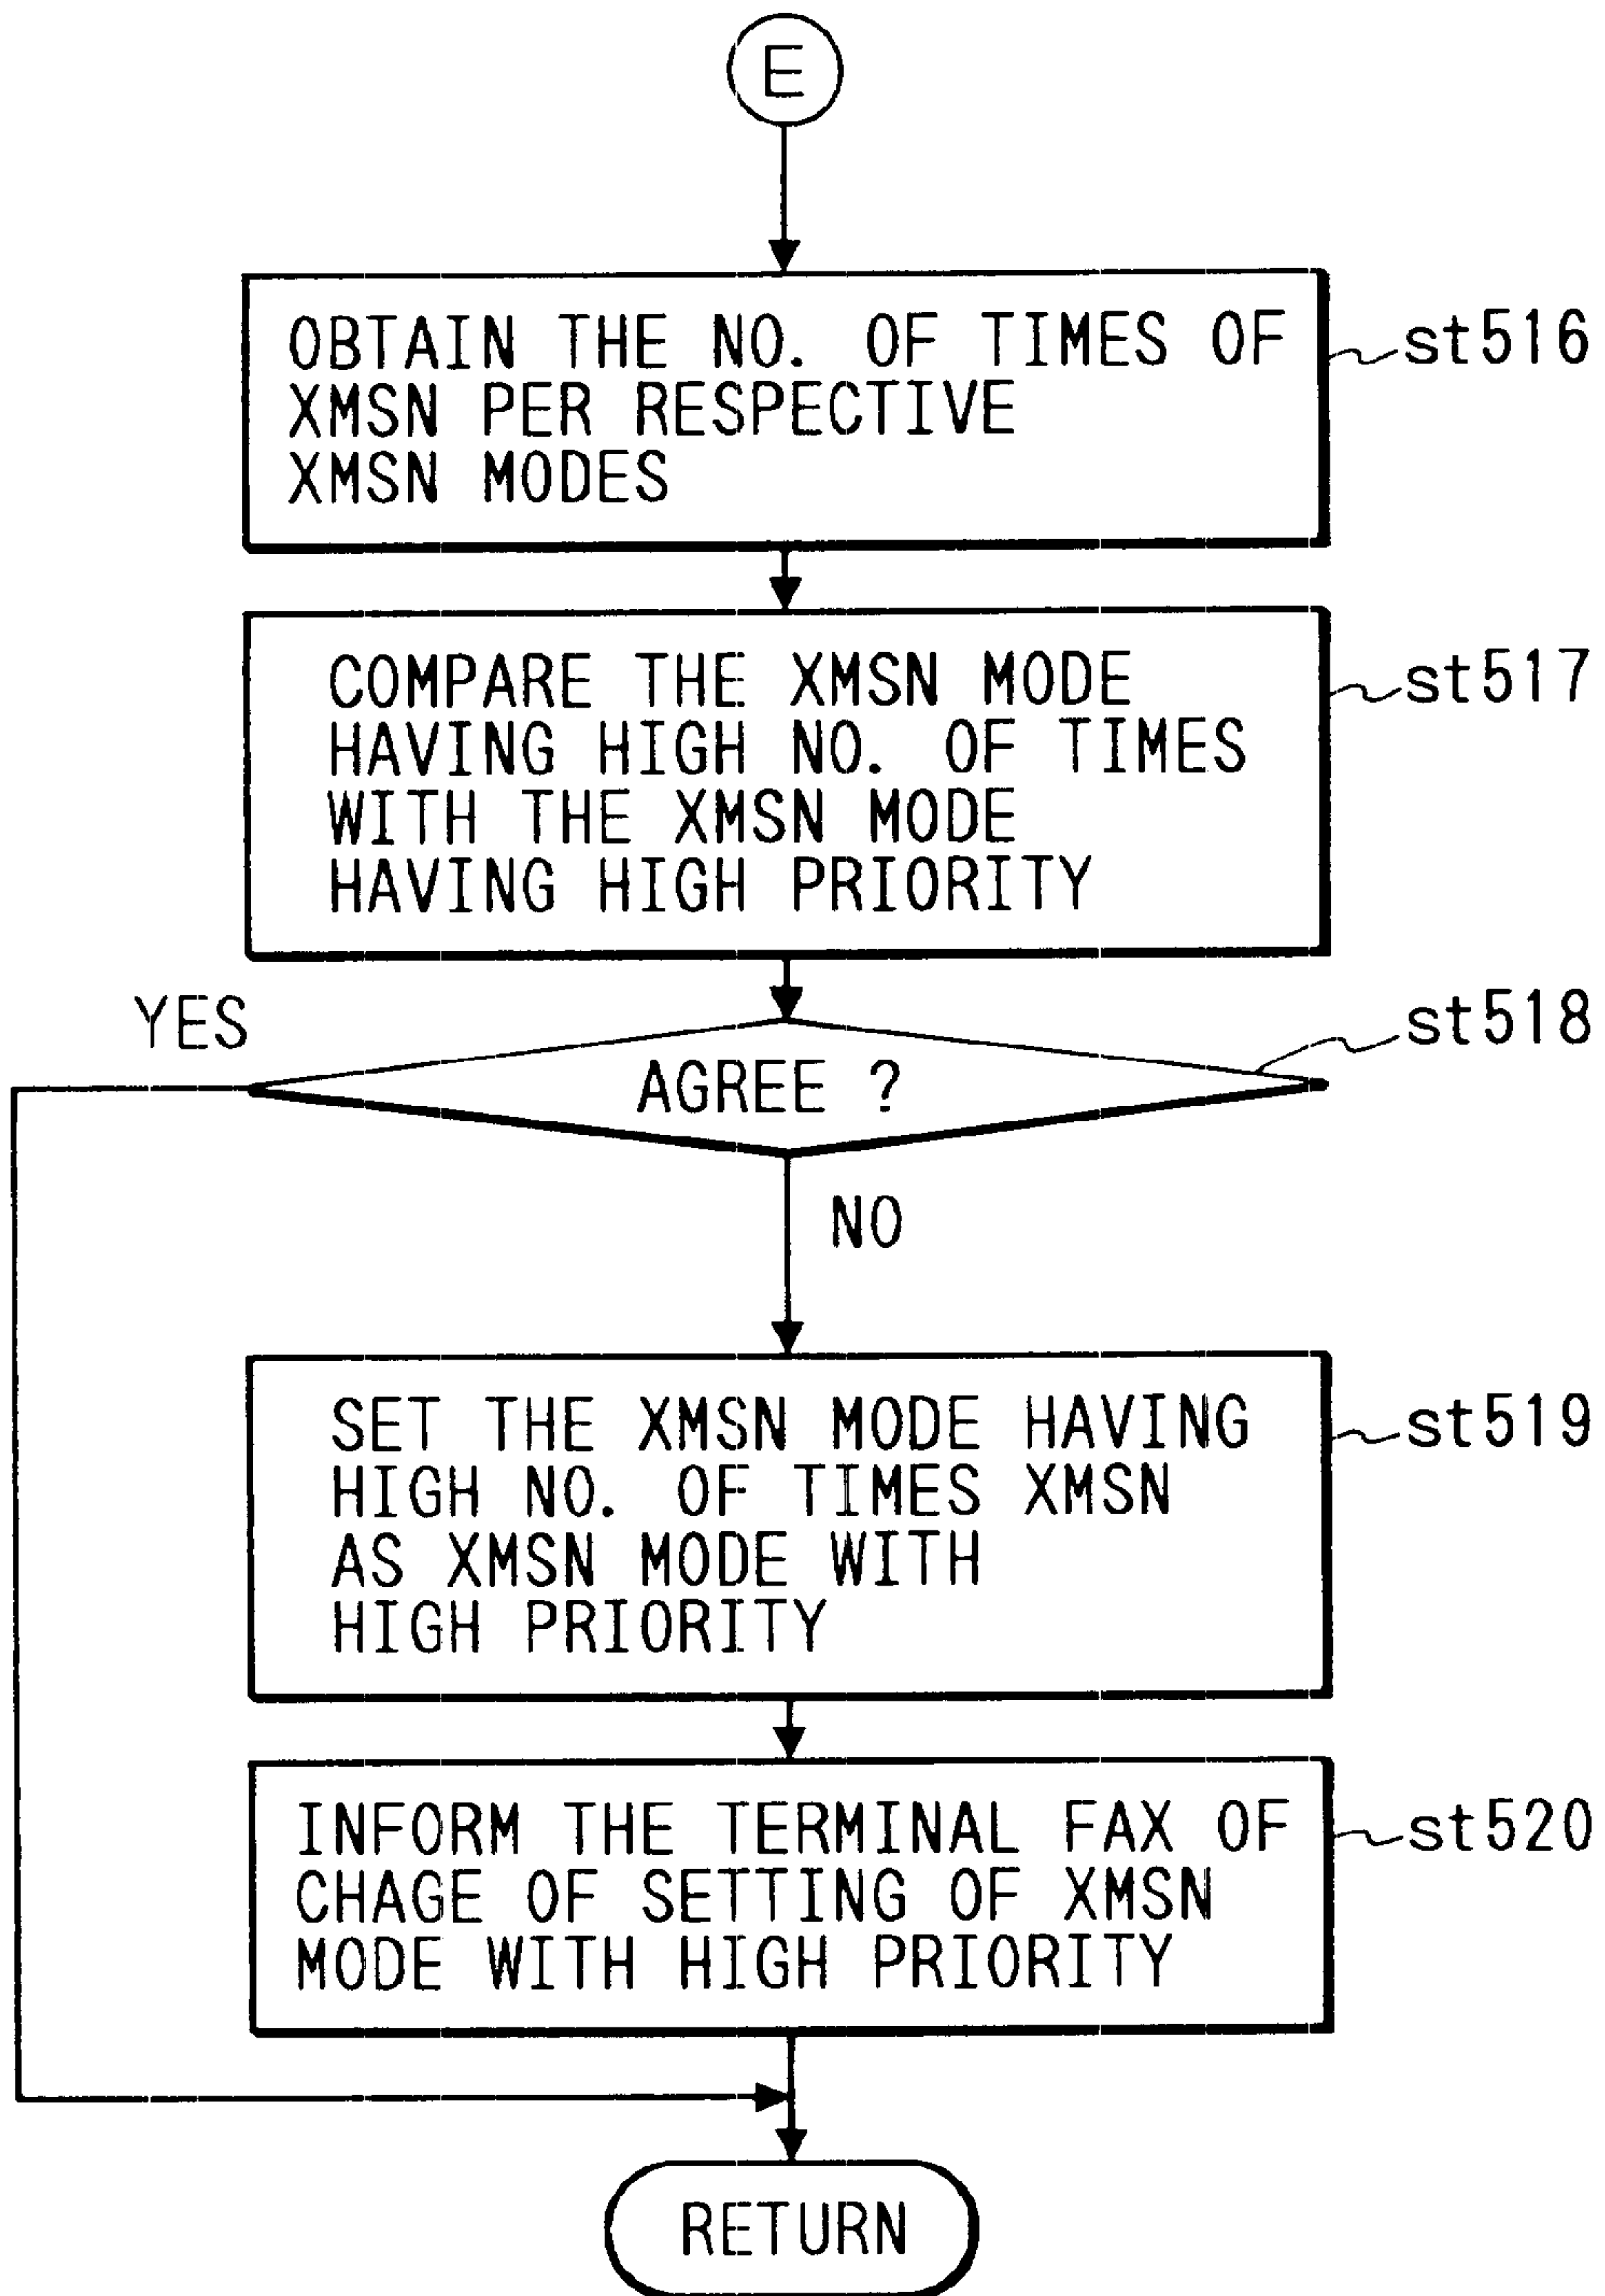 E
OBTAIN THE NO. OF TIMES OF
XMSN PER RESPECTIVE
XMSN MODES
st516
COMPARE THE XMSN MODE
HAVING HIGH NO. OF TIMES
WITH THE XMSN MODE
HAVING HIGH PRIORITY
st517
YES
AGREE ?
st518
NO
SET THE XMSN MODE HAVING
HIGH NO. OF TIMES XMSN
AS XMSN MODE WITH
HIGH PRIORITY
st519
INFORM THE TERMINAL FAX OF
CHAGE OF SETTING OF XMSN
MODE WITH HIGH PRIORITY
st520
RETURN